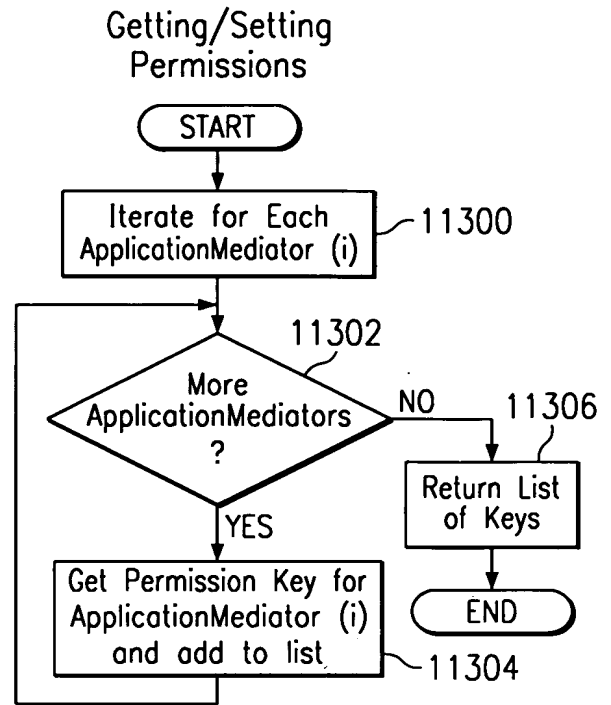 Getting/Setting
Permissions
START
Iterate for Each
ApplicationMediator (i)
11300
11302
More
ApplicationMediators
?
NO
11306
Return List
of Keys
YES
Get Permission Key for
ApplicationMediator (i)
and add to list
END
11304